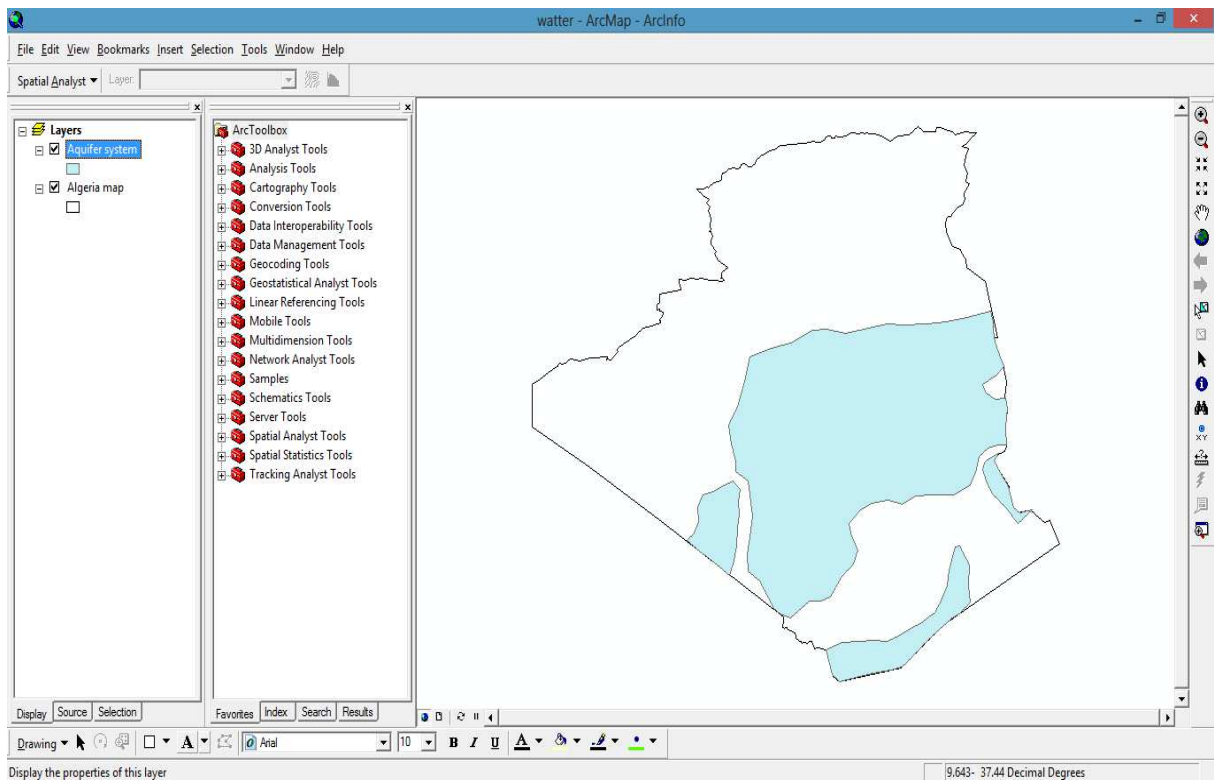 watter - ArcMap - ArcInfo
File Edit View Bookmarks Insert Selection Tools Window Help
Spatial Analyst Layer:
Layers
Aquifer system
Algeria map
ArcToolbox
3D Analyst Tools
Analysis Tools
Cartography Tools
Conversion Tools
Data Interoperability Tools
Data Management Tools
Geocoding Tools
Geostatistical Analyst Tools
Linear Referencing Tools
Mobile Tools
Multidimension Tools
Network Analyst Tools
Samples
Schematics Tools
Server Tools
Spatial Analyst Tools
Spatial Statistics Tools
Tracking Analyst Tools
Display Source Selection
Favorites Index Search Results
Drawing A Arial 10 B I U A
Display the properties of this layer
9.643- 37.44 Decimal Degrees